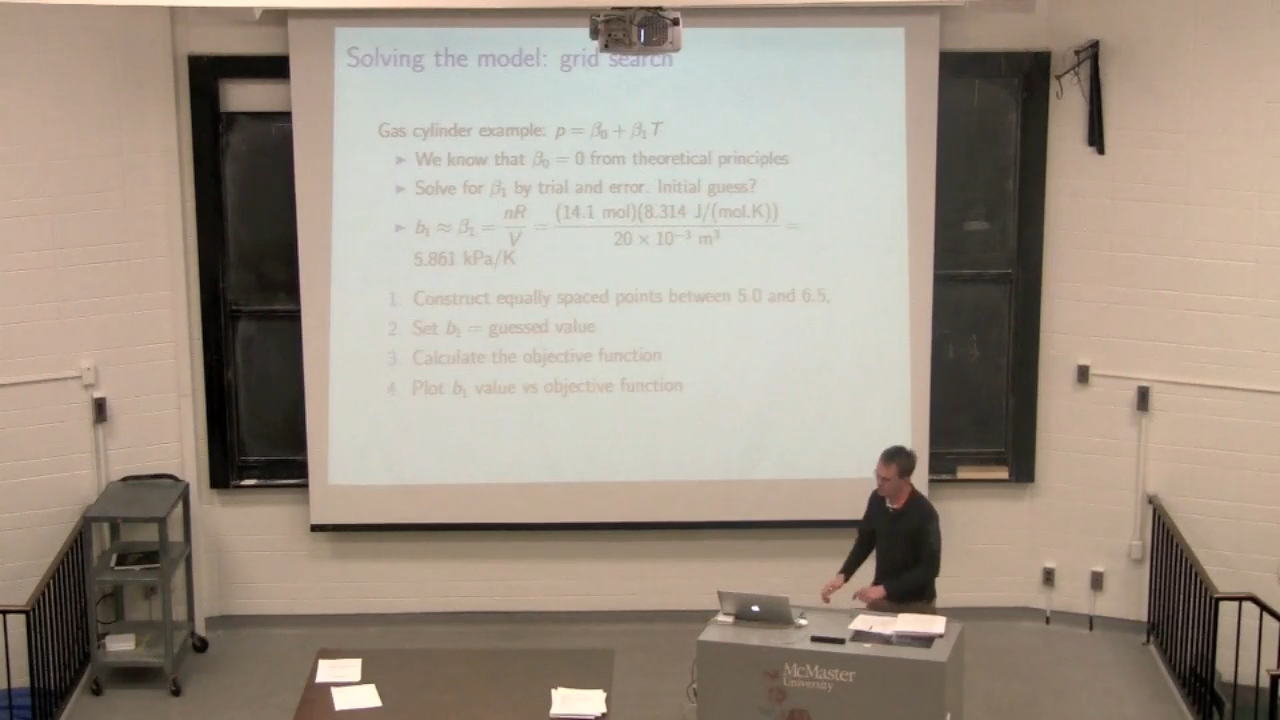 Solving the model: grid search
Gas cylinder example: p = β₀ + β₁T
► We know that β₀ = 0 from theoretical principles
► Solve for β₁ by trial and error. Initial guess?
► b₁ ≈ β₁ = nR/V = (14.1 mol)(8.314 J/(mol.K))/20 × 10⁻³ m³ =
5.861 kPa/K
1. Construct equally spaced points between 5.0 and 6.5,
2. Set b₁ = guessed value
3. Calculate the objective function
4. Plot b₁ value vs objective function
McMaster
University